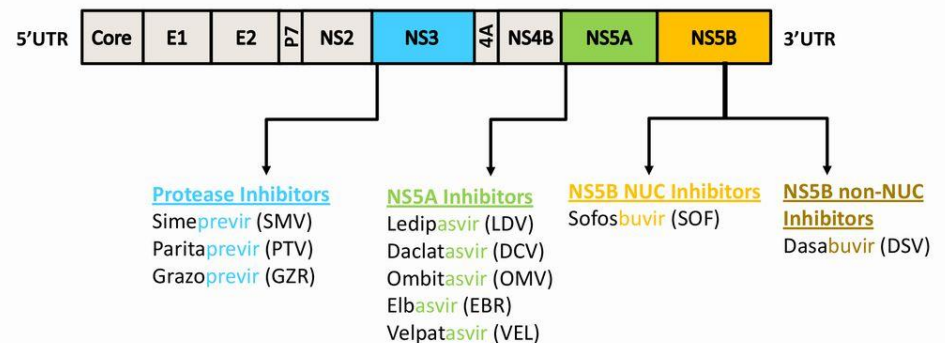 5'UTR Core E1 E2 P7 NS2 NS3 4A NS4B NS5A NS5B 3'UTR
Protease Inhibitors
Simeprevir (SMV)
Paritaprevir (PTV)
Grazoprevir (GZR)
NS5A Inhibitors
Ledipasvir (LDV)
Daclatasvir (DCV)
Ombitasvir (OMV)
Elbasvir (EBR)
Velpatasvir (VEL)
NS5B NUC Inhibitors
Sofosbuvir (SOF)
NS5B non-NUC
Inhibitors
Dasabuvir (DSV)